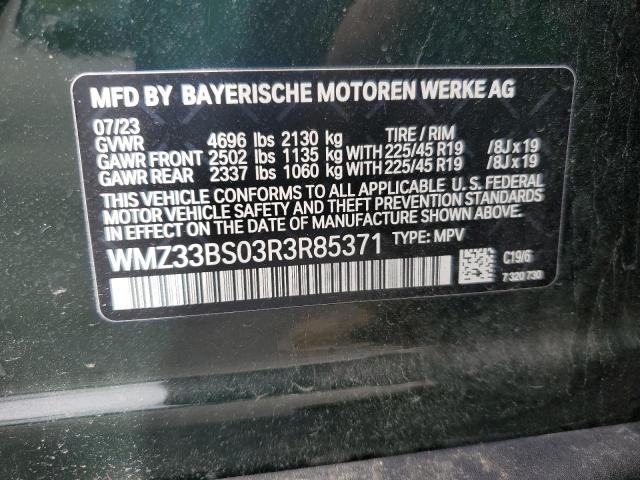 MFD BY BAYERISCHE MOTOREN WERKE AG
07/23 TIRE / RIM
GVWR 4696 lbs 2130 kg
GAWR FRONT 2502 lbs 1135 kg WITH 225/45 R19 /8J x 19
GAWR REAR 2337 lbs 1060 kg WITH 225/45 R19 /8J x 19
THIS VEHICLE CONFORMS TO ALL APPLICABLE U.S. FEDERAL
MOTOR VEHICLE SAFETY AND THEFT PREVENTION STANDARDS
IN EFFECT ON THE DATE OF MANUFACTURE SHOWN ABOVE.
WMZ33BS03R3R85371 TYPE: MPV
C19/6
7 320 730